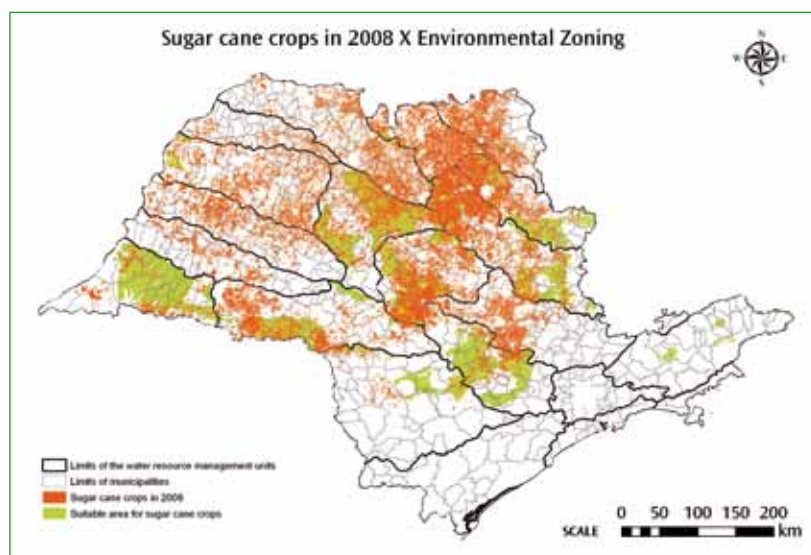 Sugar cane crops in 2008 X Environmental Zoning
N
W E
S
Limits of the water resource management units
Limits of municipalities
Sugar cane crops in 2008
Suitable area for sugar cane crops
SCALE 0 25 50 100 150 200
km